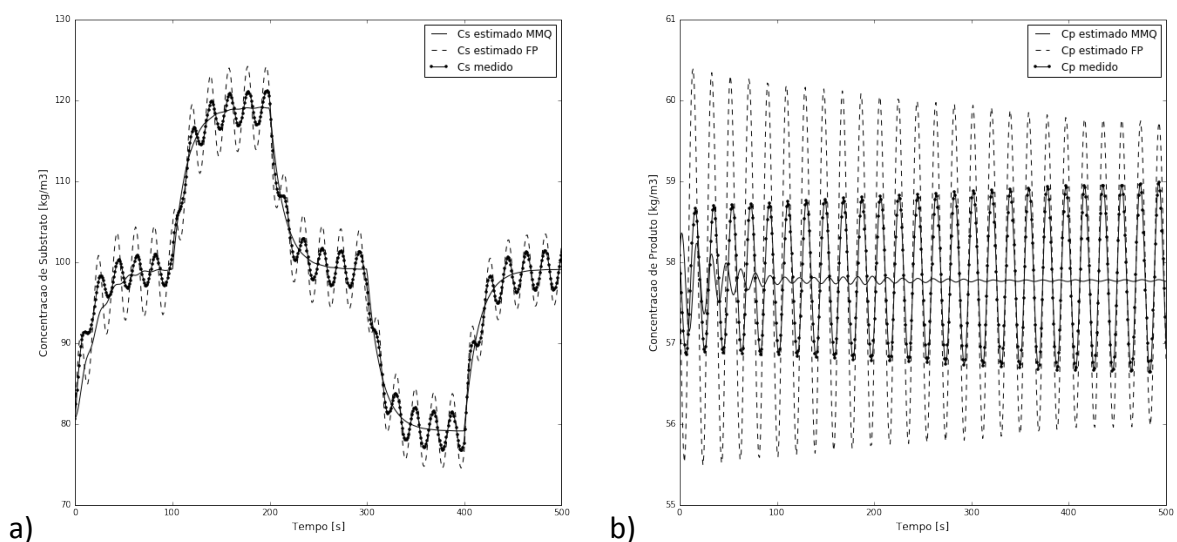 130
120
110
100
90
80
70
Concentracao de Substrato [kg/m3]
Cs estimado MMQ
Cs estimado FP
Cs medido
0 100 200 300 400 500
Tempo [s]
a)
61
60
59
58
57
56
55
Concentracao de Produto [kg/m3]
Cp estimado MMQ
Cp estimado FP
Cp medido
0 100 200 300 400 500
Tempo [s]
b)